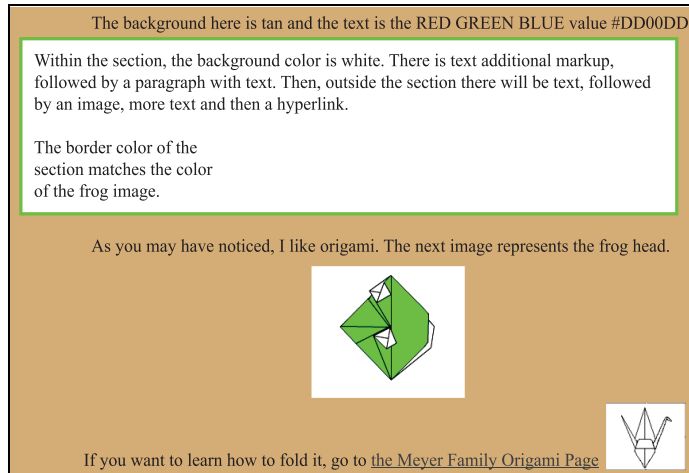 The background here is tan and the text is the RED GREEN BLUE value #DD00DD
Within the section, the background color is white. There is text additional markup,
followed by a paragraph with text. Then, outside the section there will be text, followed
by an image, more text and then a hyperlink.
The border color of the
section matches the color
of the frog image.
As you may have noticed, I like origami. The next image represents the frog head.
If you want to learn how to fold it, go to the Meyer Family Origami Page